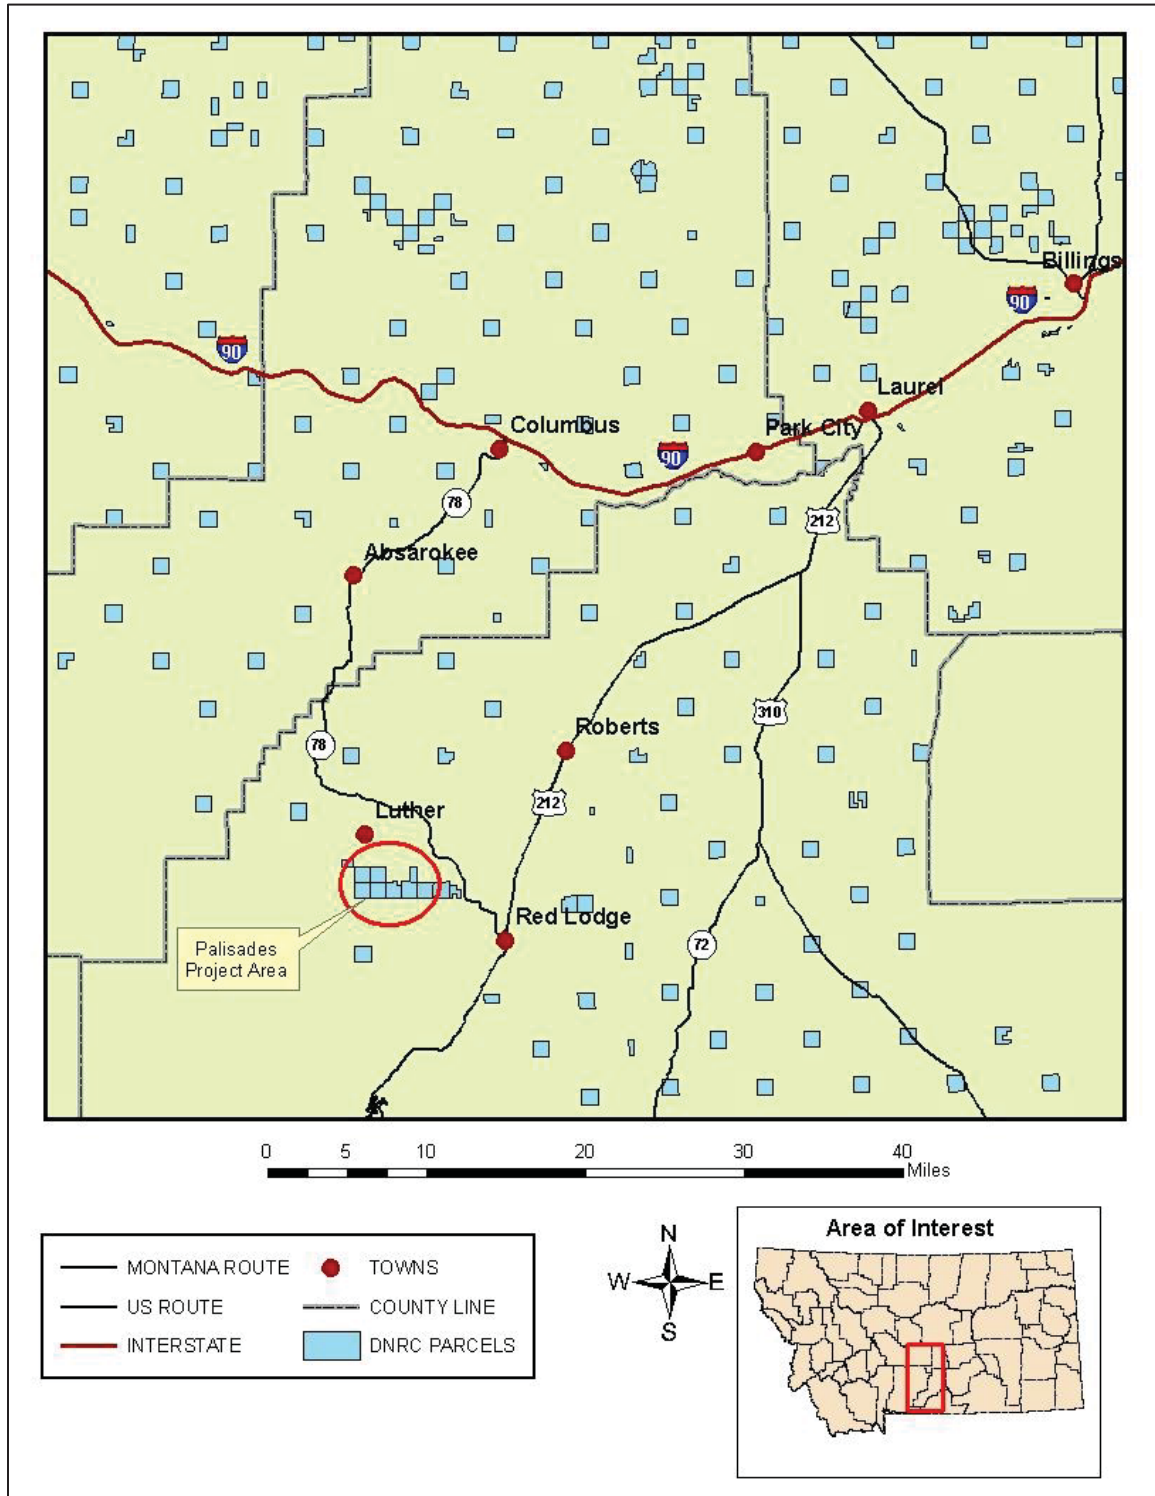 Billings
90
90
Laurel
Columbus
Park City
90
78
212
Absarokee
310
Roberts
78
212
Luther
Red Lodge
Palisades
Project Area
72
0 5 10 20 30 40
Miles
MONTANA ROUTE
TOWNS
US ROUTE
COUNTY LINE
INTERSTATE
DNRC PARCELS
N
W E
S
Area of Interest